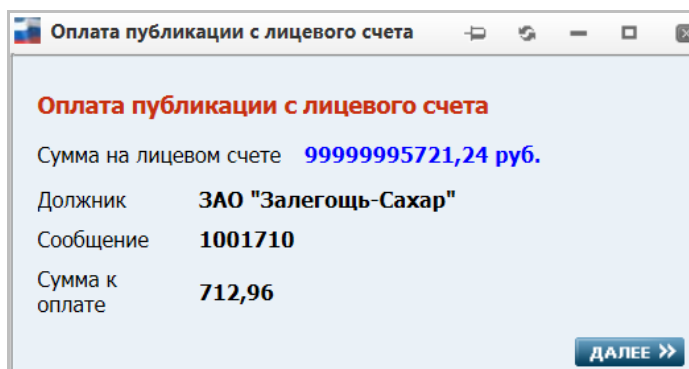 Оплата публикации с лицевого счета
Оплата публикации с лицевого счета
Сумма на лицевом счете 99999995721,24 руб.
Должник ЗАО "Залегощь-Сахар"
Сообщение 1001710
Сумма к
оплате 712,96
ДАЛЕЕ >>